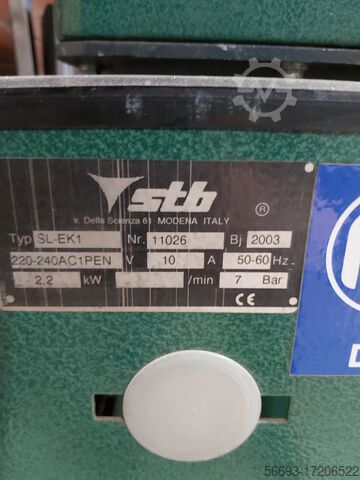 stb ®
v. Della Scienza 61 MODENA ITALY
Typ SL-EK1 Nr. 11026 Bj 2003
220-240AC1PEN V 10 A 50-60 Hz
2.2 kW /min 7 Bar
CE
56693-17206522